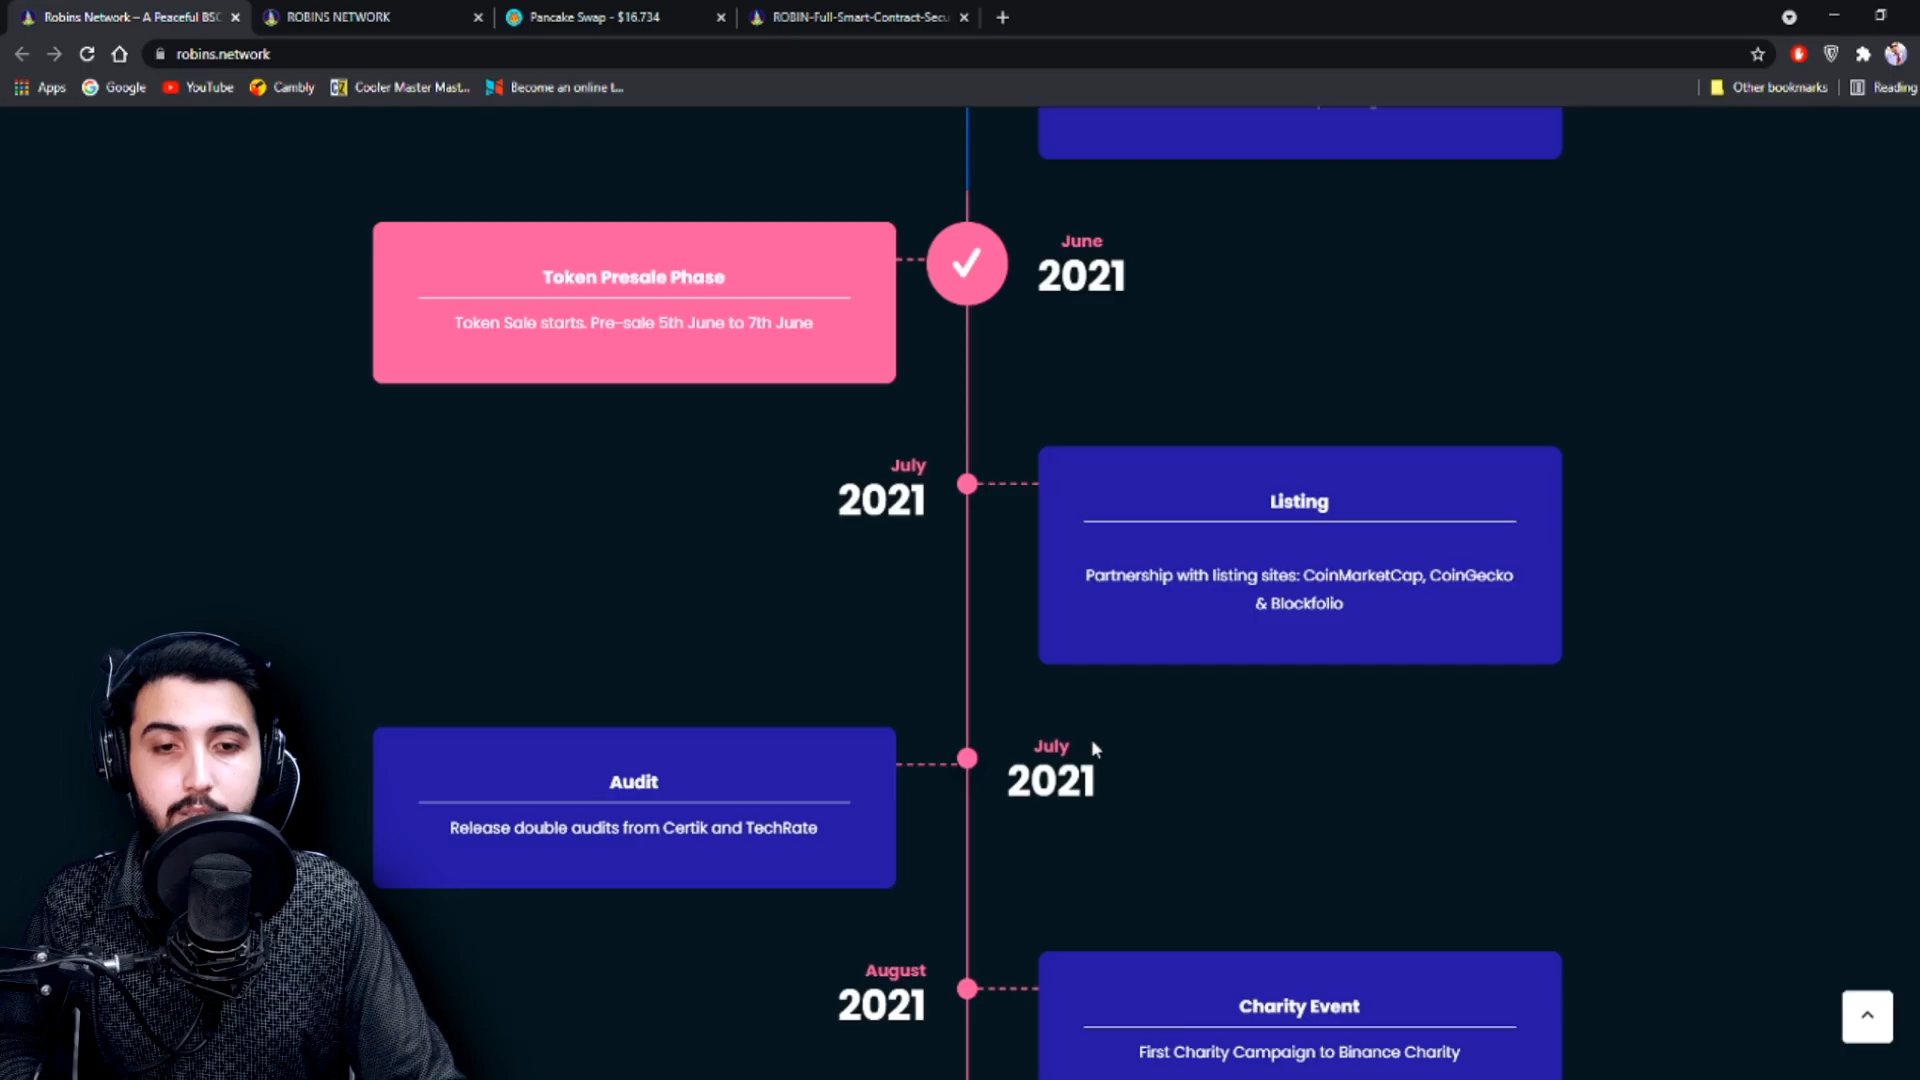 Robins Network – A Peaceful BSC
ROBINS NETWORK
Pancake Swap - $16.734
ROBIN-Full-Smart-Contract-Secu
robins.network
Apps
Google
YouTube
Cambly
Cooler Master Mast...
Become an online t...
Other bookmarks
Reading
Token Presale Phase
Token Sale starts. Pre-sale 5th June to 7th June
June
2021
July
2021
Listing
Partnership with listing sites: CoinMarketCap, CoinGecko
& Blockfolio
Audit
Release double audits from Certik and TechRate
July
2021
August
2021
Charity Event
First Charity Campaign to Binance Charity